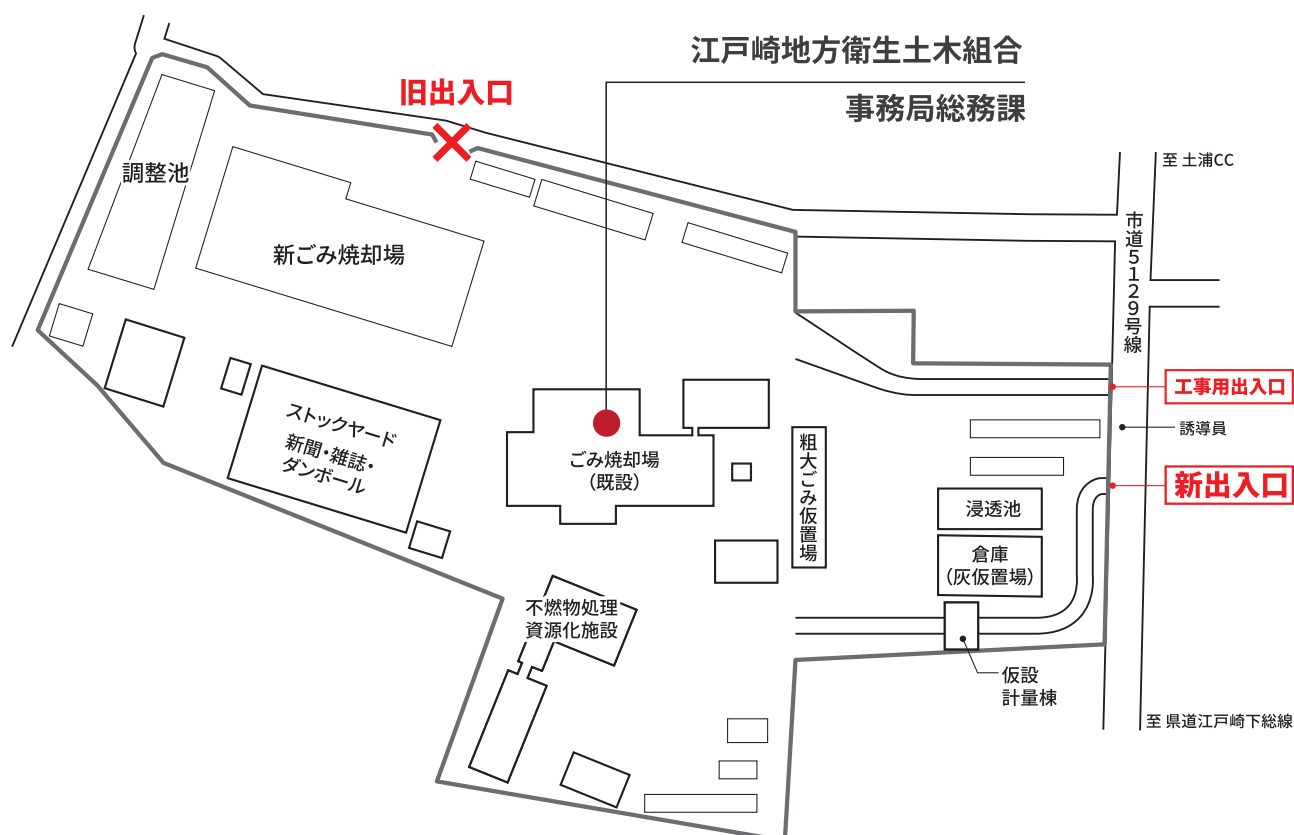 江戸崎地方衛生土木組合
事務局総務課
旧出入口
至 土浦CC
調整池
市道5129号線
新ごみ焼却場
工事用出入口
誘導員
ストックヤード
新聞・雑誌・
ダンボール
ごみ焼却場
（既設）
粗大ごみ仮置場
新出入口
浸透池
倉庫
（灰仮置場）
不燃物処理
資源化施設
仮設
計量棟
至 県道江戸崎下総線